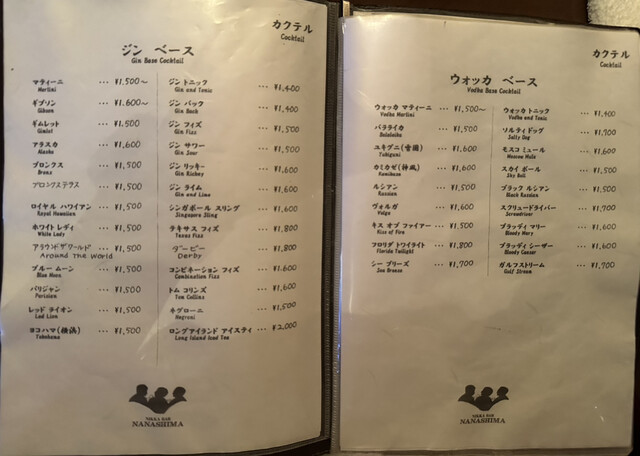 カクテル
Cocktail
ジン ベース
Gin Base Cocktail
マティーニ ··· ¥1,500～
Martini
ギブソン ··· ¥1,600～
Gibson
ギムレット ··· ¥1,500
Gimlet
アラスカ ··· ¥1,600
Alaska
ブロンクス ··· ¥1,500
Bronx
ブロンクステラス ··· ¥1,500
ロイヤル ハワイアン ··· ¥1,500
Royal Hawaiian
ホワイト レディ ··· ¥1,500
White Lady
アラウンドザワールド ··· ¥1,500
Around the World
ブルー ムーン ··· ¥1,500
Blue Moon
パリジャン ··· ¥1,500
Parisian
レッド ライオン ··· ¥1,500
Led Lion
ヨコハマ(横浜) ··· ¥1,500
Yokohama
ジン トニック ··· ¥1,400
Gin and Tonic
ジン バック ··· ¥1,400
Gin Buck
ジン フィズ ··· ¥1,500
Gin Fizz
ジン サワー ··· ¥1,500
Gin Sour
ジン リッキー ··· ¥1,600
Gin Rickey
ジン ライム ··· ¥1,600
Gin and Lime
シンガポール スリング ··· ¥1,600
Singapore Sling
テキサス フィズ ··· ¥1,800
Texas Fizz
ダービー ··· ¥1,800
Derby
コンビネーション フィズ ··· ¥1,600
Combination Fizz
トム コリンズ ··· ¥1,600
Tom Collins
ネグローニ ··· ¥1,500
Negroni
ロングアイランド アイスティ ··· ¥2,000
Long Island Iced Tea
NIKKA BAR
NANASHIMA
カクテル
Cocktail
ウォッカ ベース
Vodka Base Cocktail
ウォッカ マティーニ ··· ¥1,500～
Vodka Martini
バラライカ ··· ¥1,500
Balalaika
ユキグニ(雪国) ··· ¥1,600
Yukiguni
カミカゼ(神風) ··· ¥1,600
Kamikaze
ルシアン ··· ¥1,500
Russian
ヴォルガ ··· ¥1,600
Volga
キス オブ ファイアー ··· ¥1,500
Kiss of Fire
フロリダ トワイライト ··· ¥1,800
Florida Twilight
シー ブリーズ ··· ¥1,700
Sea Breeze
ウォッカ トニック ··· ¥1,400
Vodka and Tonic
ソルティ ドッグ ··· ¥1,700
Salty Dog
モスコ ミュール ··· ¥1,600
Moscow Mule
スカイ ボール ··· ¥1,500
Sky Ball
ブラック ルシアン ··· ¥1,500
Black Russian
スクリュードライバー ··· ¥1,700
Screwdriver
ブラッディ マリー ··· ¥1,600
Bloody Mary
ブラッディ シーザー ··· ¥1,600
Bloody Caesar
ガルフストリーム ··· ¥1,700
Gulf Stream
NIKKA BAR
NANASHIMA